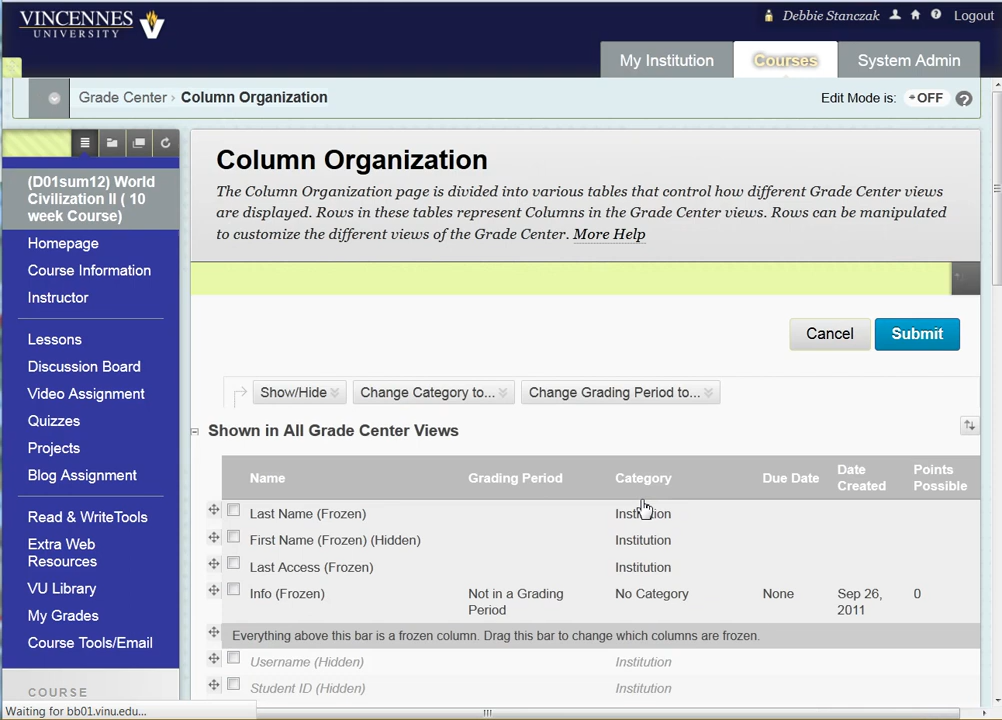 VINCENNES
UNIVERSITY
Debbie Stanczak
Logout
My Institution
Courses
System Admin
Grade Center › Column Organization
Edit Mode is: OFF
?
(D01sum12) World
Civilization II ( 10
week Course)
Homepage
Course Information
Instructor
Lessons
Discussion Board
Video Assignment
Quizzes
Projects
Blog Assignment
Read & WriteTools
Extra Web
Resources
VU Library
My Grades
Course Tools/Email
COURSE
Column Organization
The Column Organization page is divided into various tables that control how different Grade Center views
are displayed. Rows in these tables represent Columns in the Grade Center views. Rows can be manipulated
to customize the different views of the Grade Center. More Help
Cancel
Submit
Show/Hide
Change Category to...
Change Grading Period to...
Shown in All Grade Center Views
Name Grading Period Category Due Date Date Created Points Possible
Last Name (Frozen) Institution
First Name (Frozen) (Hidden) Institution
Last Access (Frozen) Institution
Info (Frozen) Not in a Grading Period No Category None Sep 26, 2011 0
Everything above this bar is a frozen column. Drag this bar to change which columns are frozen.
Username (Hidden) Institution
Student ID (Hidden) Institution
Waiting for bb01.vinu.edu...